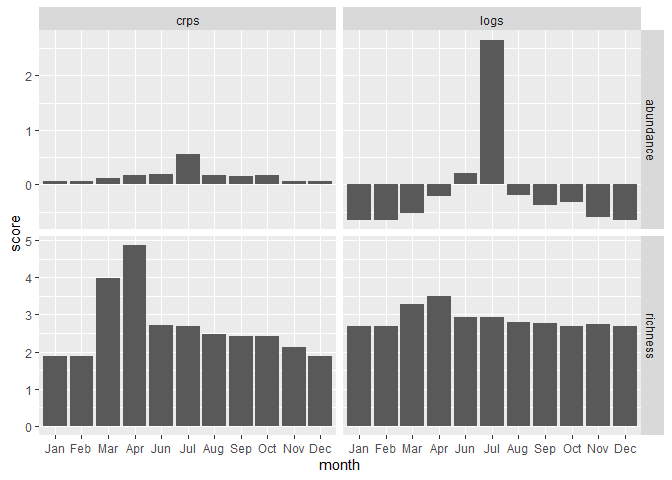 crps logs
2
1
0
abundance
5
4
3
2
1
0
richness
score
Jan Feb Mar Apr Jun Jul Aug Sep Oct Nov Dec Jan Feb Mar Apr Jun Jul Aug Sep Oct Nov Dec
month